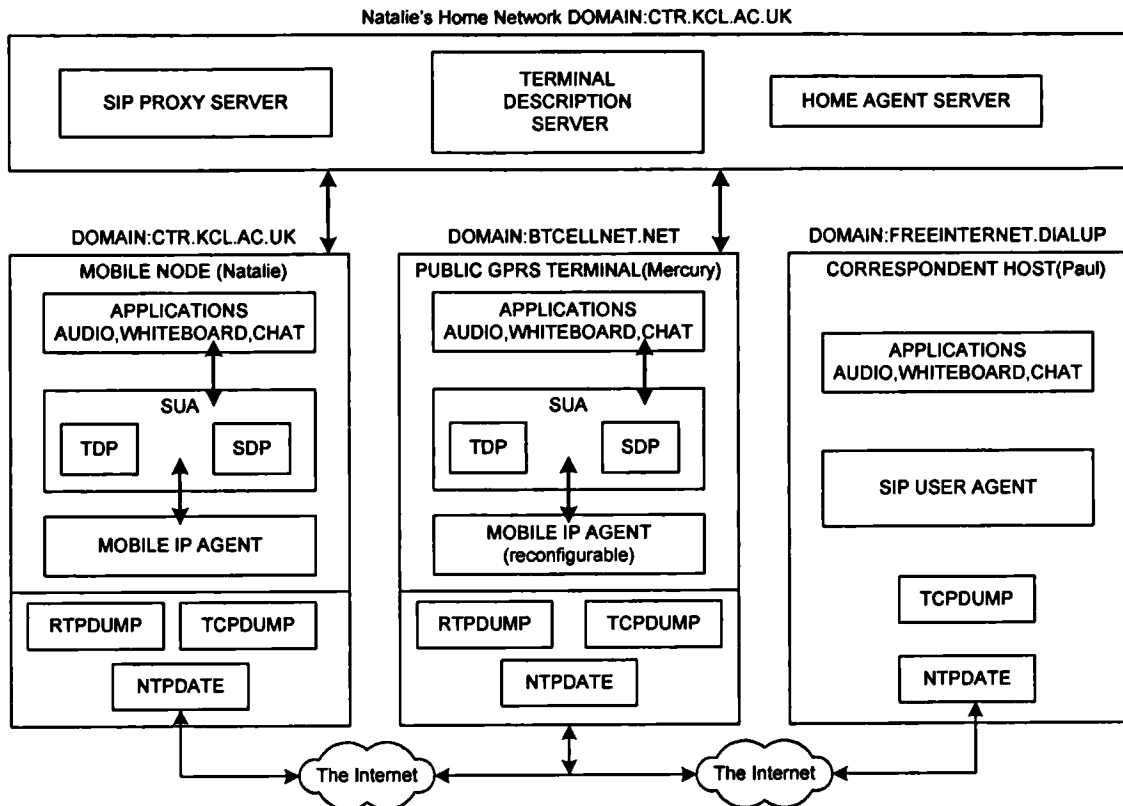 Natalie's Home Network DOMAIN:CTR.KCL.AC.UK
SIP PROXY SERVER
TERMINAL
DESCRIPTION
SERVER
HOME AGENT SERVER
DOMAIN:CTR.KCL.AC.UK
MOBILE NODE (Natalie)
APPLICATIONS
AUDIO,WHITEBOARD,CHAT
SUA
TDP
SDP
MOBILE IP AGENT
RTPDUMP
TCPDUMP
NTPDATE
DOMAIN:BTCELLNET.NET
PUBLIC GPRS TERMINAL(Mercury)
APPLICATIONS
AUDIO,WHITEBOARD,CHAT
SUA
TDP
SDP
MOBILE IP AGENT
(reconfigurable)
RTPDUMP
TCPDUMP
NTPDATE
DOMAIN:FREEINTERNET.DIALUP
CORRESPONDENT HOST(Paul)
APPLICATIONS
AUDIO,WHITEBOARD,CHAT
SIP USER AGENT
TCPDUMP
NTPDATE
The Internet
The Internet